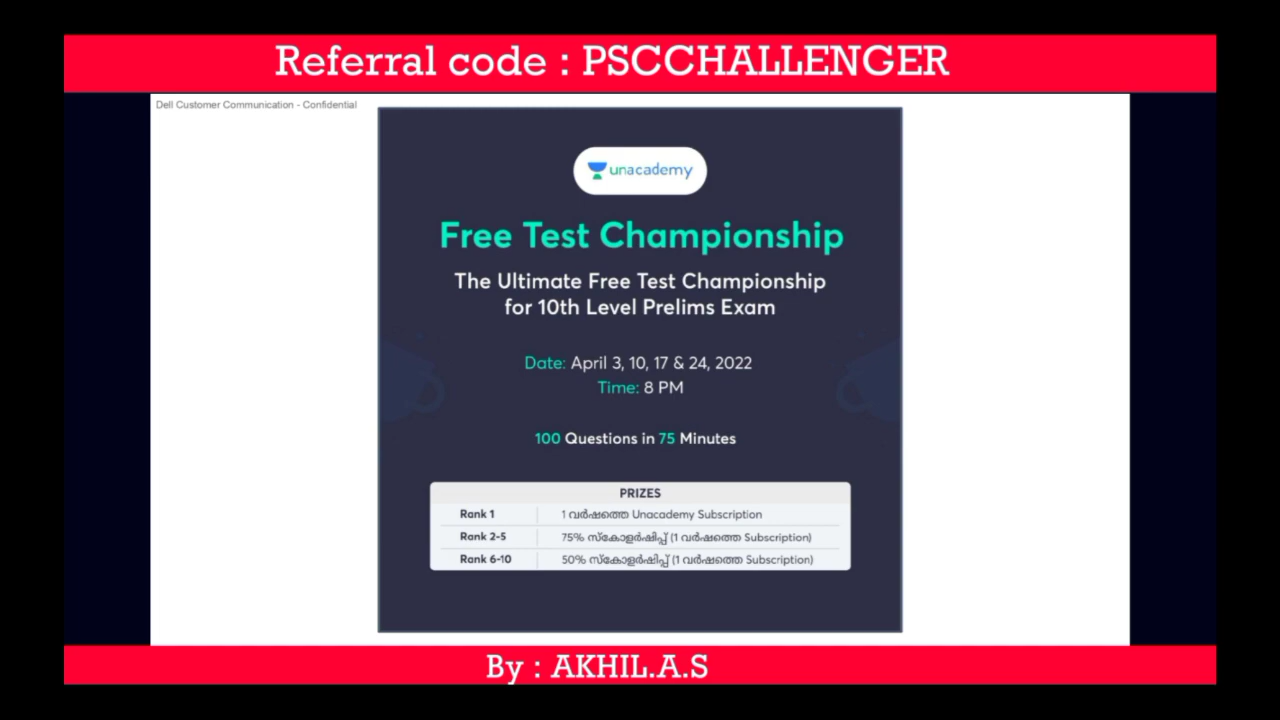 Referral code : PSCCHALLENGER
Dell Customer Communication - Confidential
unacademy
Free Test Championship
The Ultimate Free Test Championship
for 10th Level Prelims Exam
Date: April 3, 10, 17 & 24, 2022
Time: 8 PM
100 Questions in 75 Minutes
PRIZES
Rank 1 1 വർഷത്തെ Unacademy Subscription
Rank 2-5 75% സ്കോളർഷിപ്പ് (1 വർഷത്തെ Subscription)
Rank 6-10 50% സ്കോളർഷിപ്പ് (1 വർഷത്തെ Subscription)
By : AKHIL.A.S